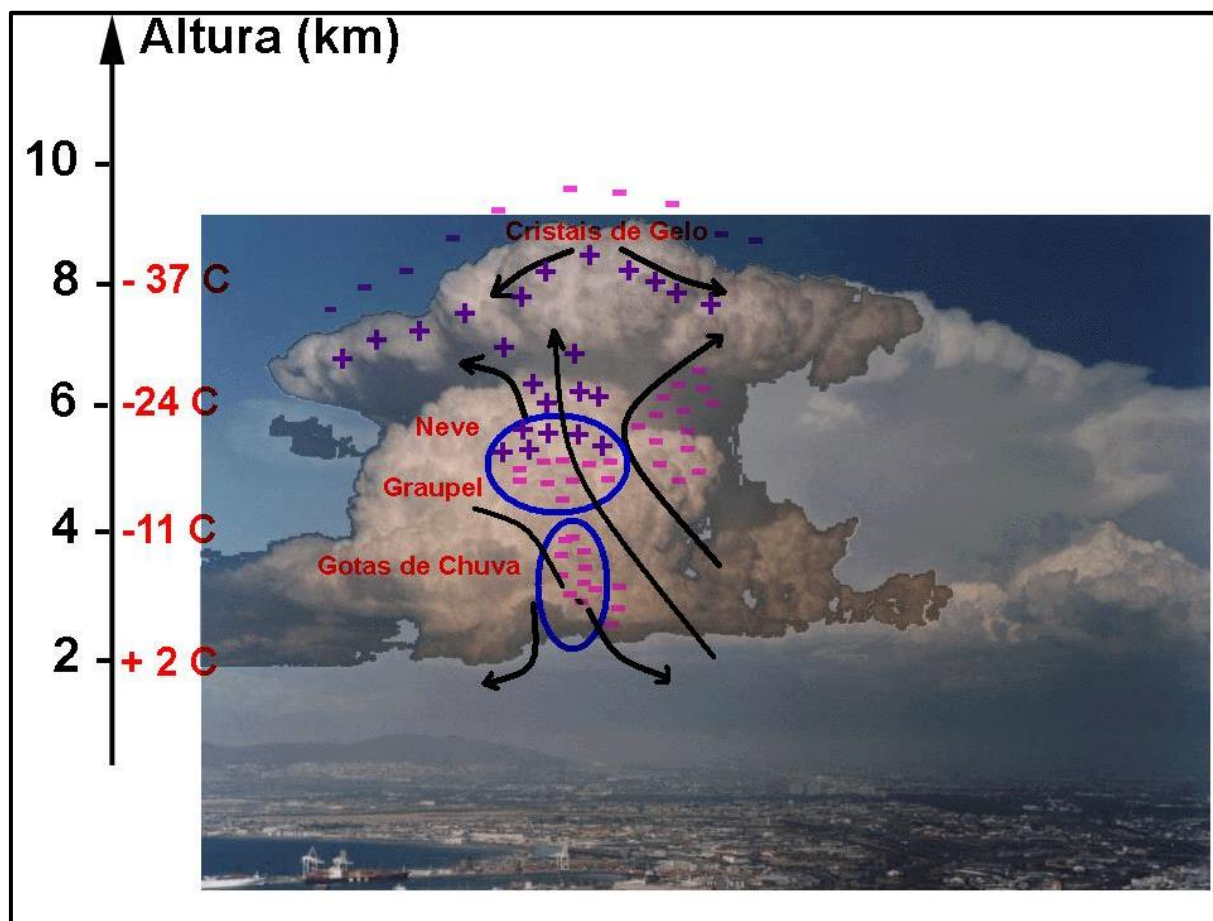 Altura (km)
10 -
Cristais de Gelo
8 - - 37 C
6 - -24 C
Neve
Graupel
4 - -11 C
Gotas de Chuva
2 - + 2 C